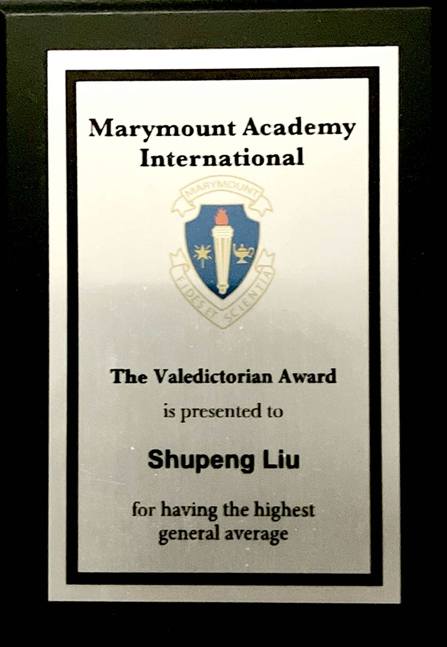 Marymount Academy
International
MARYMOUNT
FIDES ET SCIENTIA
The Valedictorian Award
is presented to
Shupeng Liu
for having the highest
general average